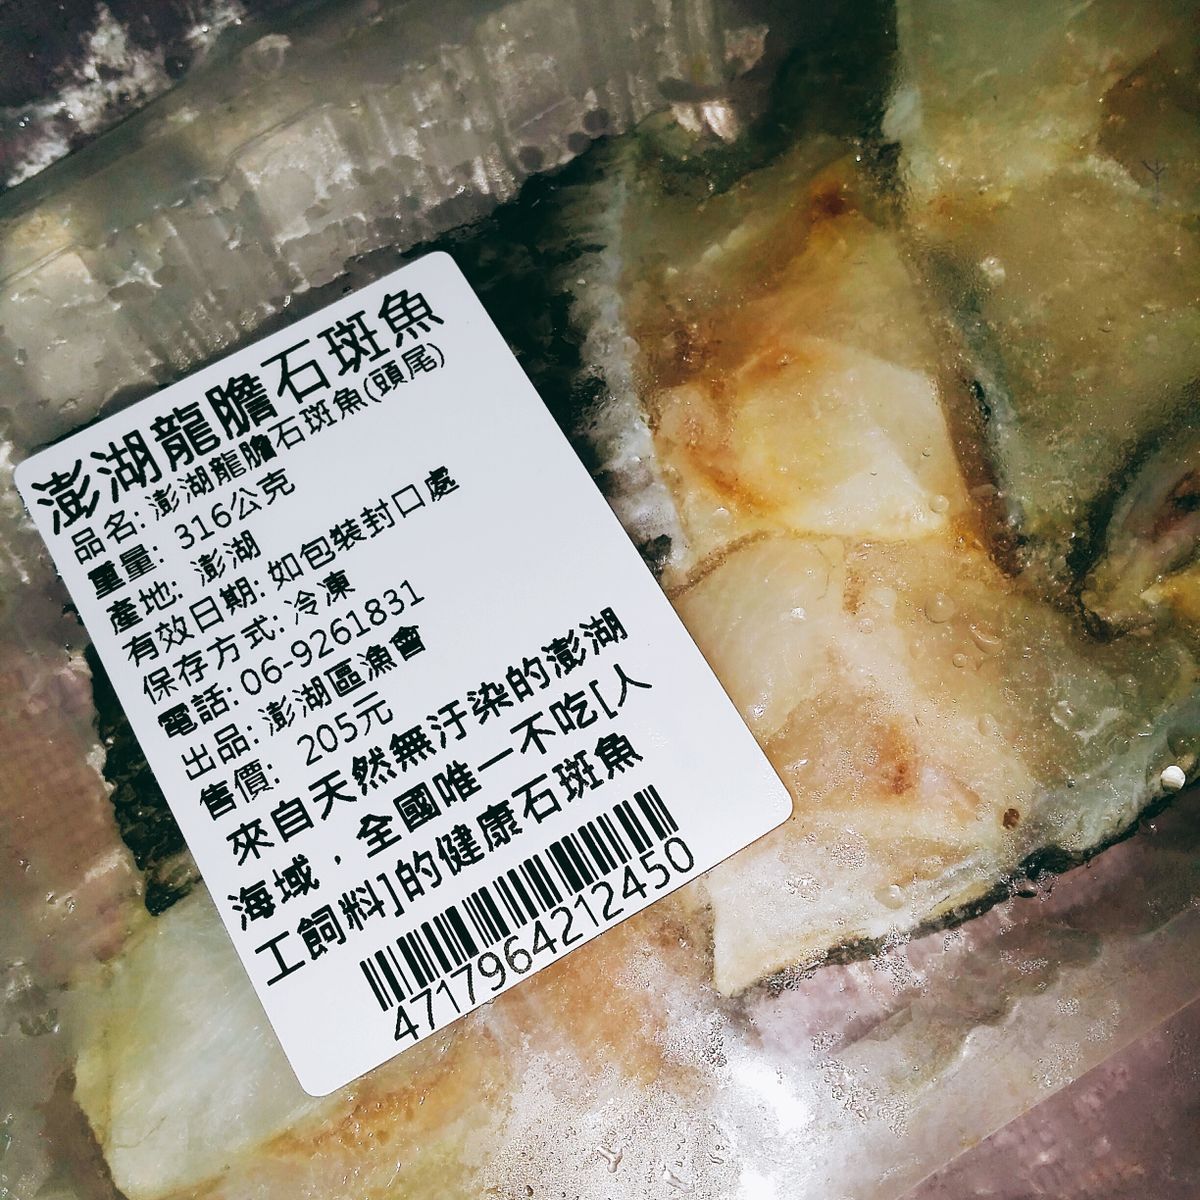 澎湖龍膽石斑魚
品名: 澎湖龍膽石斑魚(頭尾)
重量: 316公克
產地: 澎湖
有效日期: 如包裝封口處
保存方式: 冷凍
電話: 06-9261831
出品: 澎湖區漁會
售價: 205元
來自天然無汙染的澎湖
海域．全國唯一不吃[人
工飼料]的健康石斑魚
4717964212450